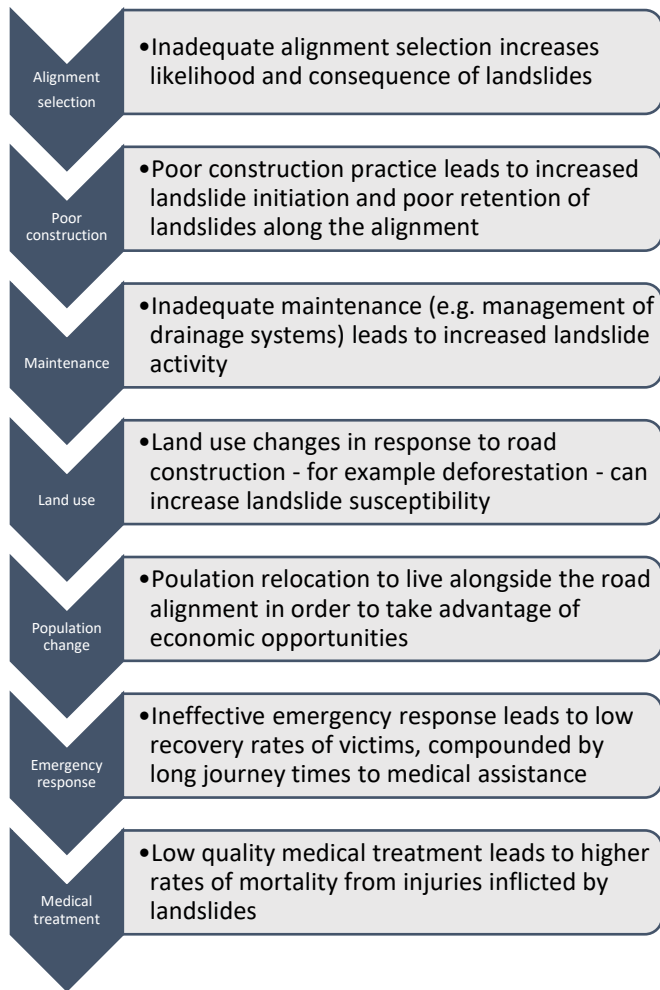 Alignment
selection
•Inadequate alignment selection increases
likelihood and consequence of landslides
Poor
construction
•Poor construction practice leads to increased
landslide initiation and poor retention of
landslides along the alignment
Maintenance
•Inadequate maintenance (e.g. management of
drainage systems) leads to increased landslide
activity
Land use
•Land use changes in response to road
construction - for example deforestation - can
increase landslide susceptibility
Population
change
•Poulation relocation to live alongside the road
alignment in order to take advantage of
economic opportunities
Emergency
response
•Ineffective emergency response leads to low
recovery rates of victims, compounded by
long journey times to medical assistance
Medical
treatment
•Low quality medical treatment leads to higher
rates of mortality from injuries inflicted by
landslides